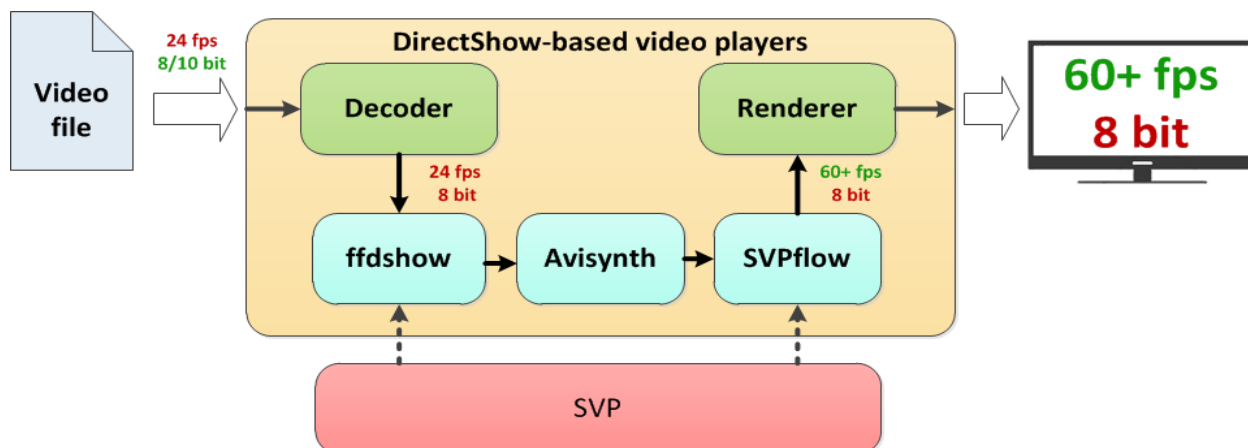 DirectShow-based video players
Video
file
24 fps
8/10 bit
Decoder
Renderer
60+ fps
8 bit
24 fps
8 bit
60+ fps
8 bit
ffdshow
Avisynth
SVPflow
SVP